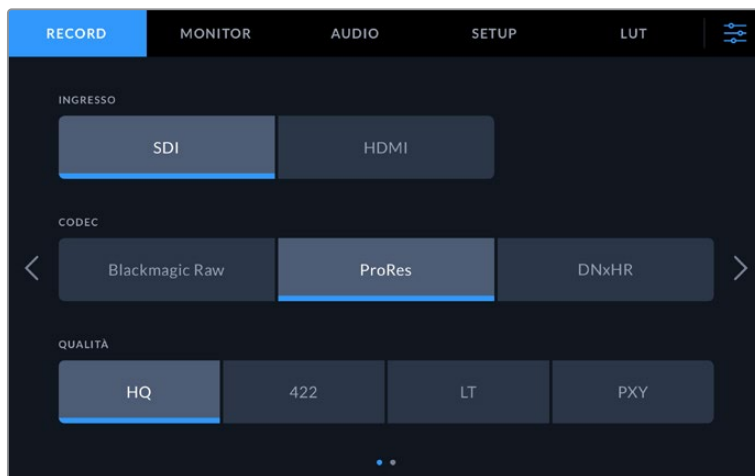 RECORD MONITOR AUDIO SETUP LUT
INGRESSO
SDI HDMI
CODEC
Blackmagic Raw ProRes DNxHR
QUALITÀ
HQ 422 LT PXY